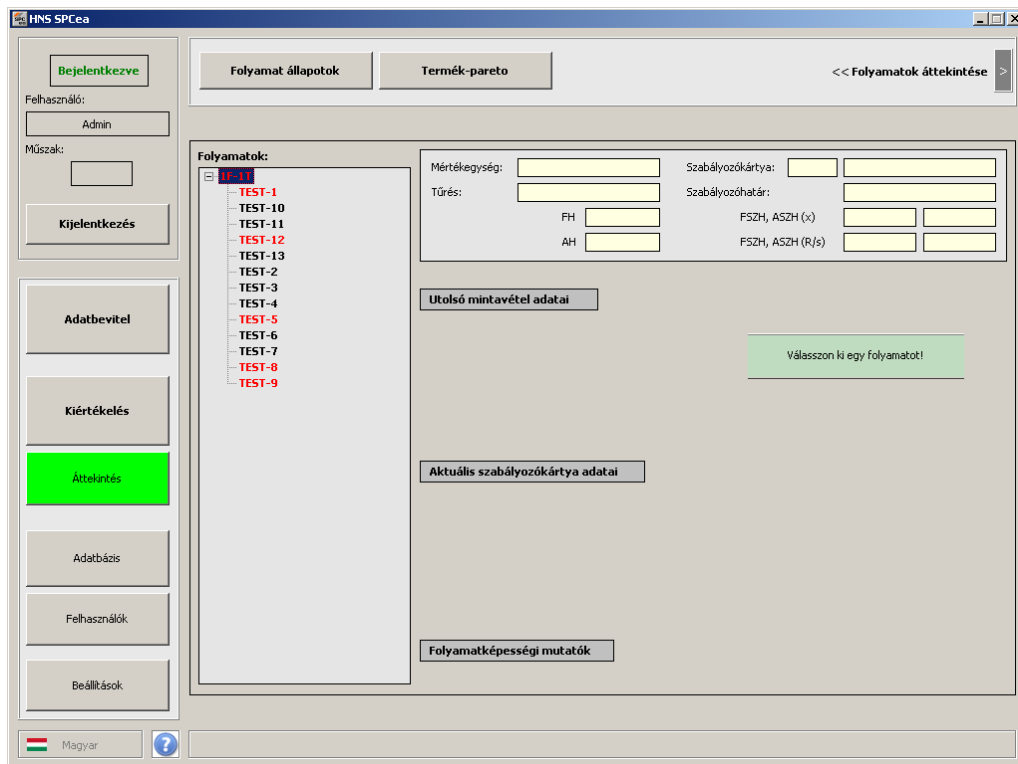 SPC ea HNS SPCea
Bejelentkezve
Felhasználó:
Admin
Műszak:
Kijelentkezés
Adatbevitel
Kiértékelés
Áttekintés
Adatbázis
Felhasználók
Beállítások
Magyar
?
Folyamat állapotok
Termék-pareto
<< Folyamatok áttekintése >
Folyamatok:
1F-1T
TEST-1
TEST-10
TEST-11
TEST-12
TEST-13
TEST-2
TEST-3
TEST-4
TEST-5
TEST-6
TEST-7
TEST-8
TEST-9
Mértékegység:
Szabályozókártya:
Tűrés:
Szabályozóhatár:
FH
FSZH, ASZH (x)
AH
FSZH, ASZH (R/s)
Utolsó mintavétel adatai
Válasszon ki egy folyamatot!
Aktuális szabályozókártya adatai
Folyamatképességi mutatók